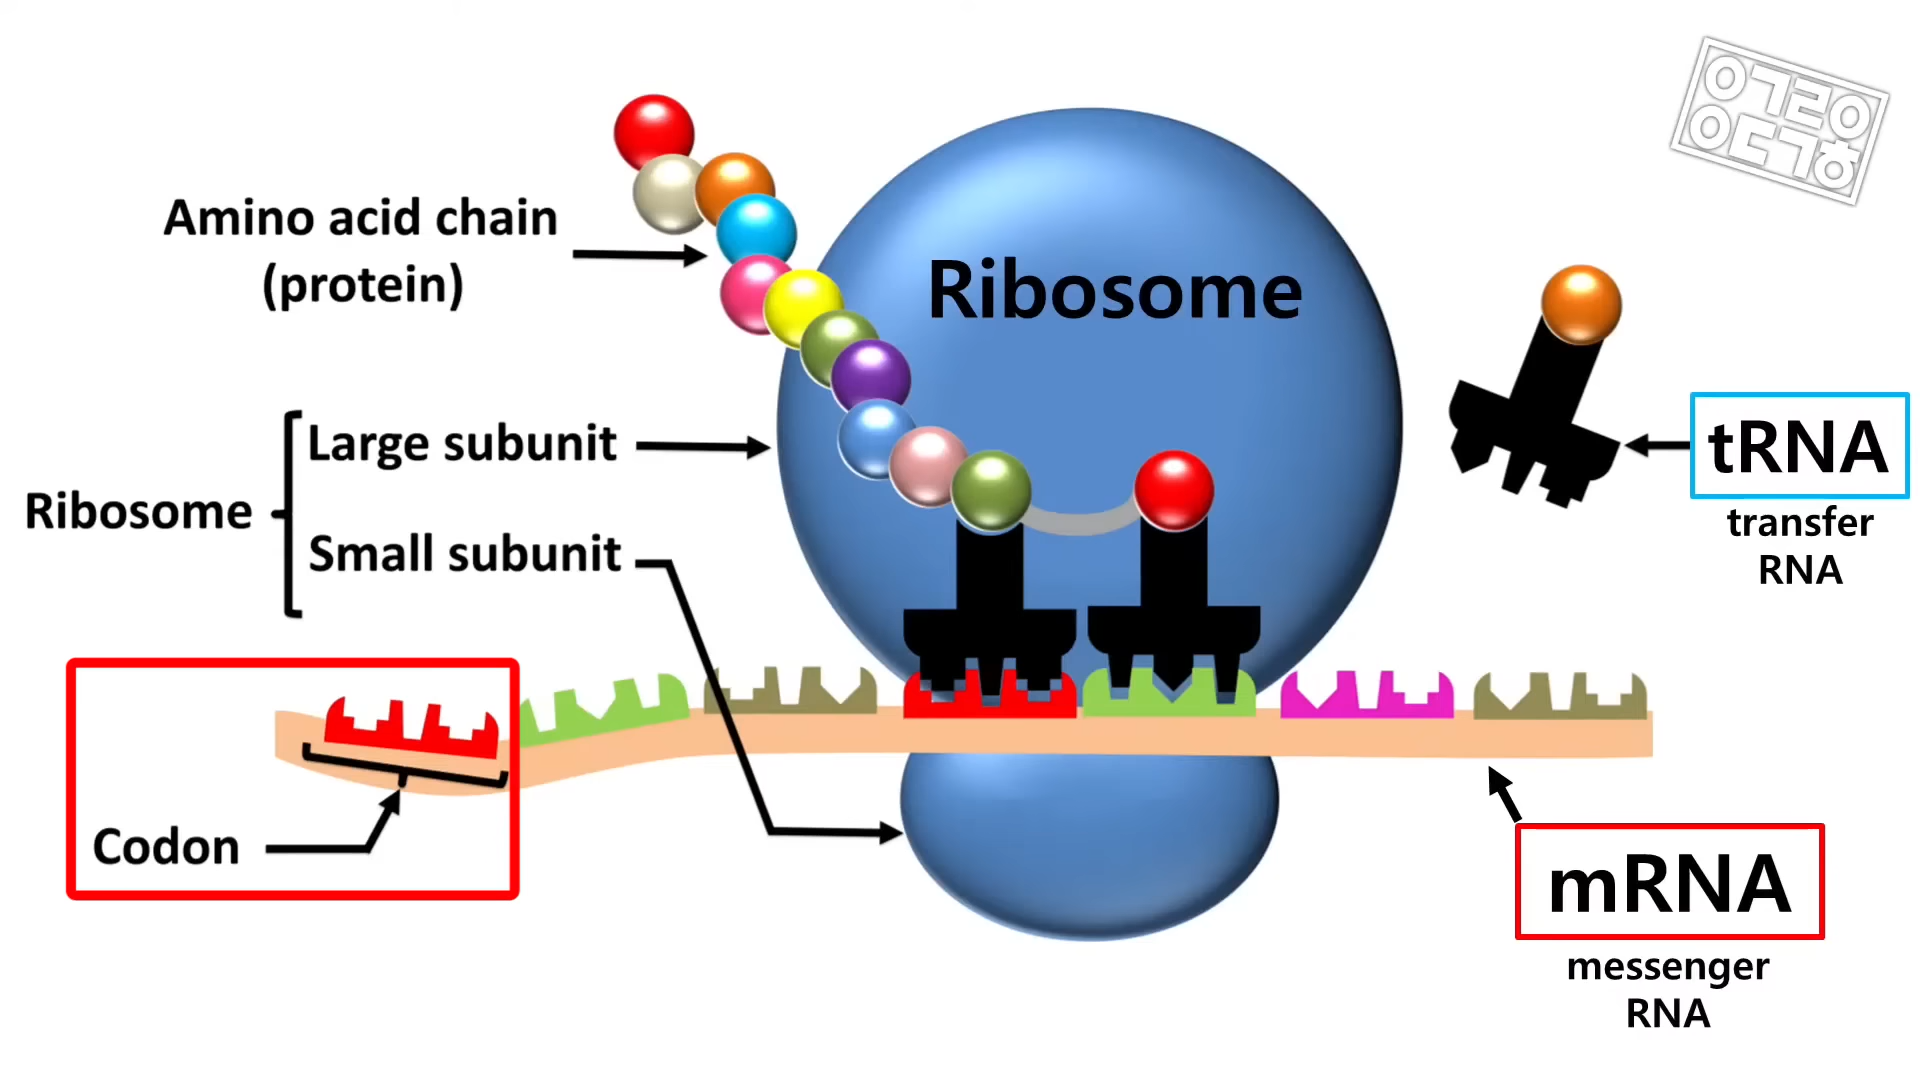 Amino acid chain
(protein)
Ribosome
Large subunit
Ribosome
Small subunit
Codon
tRNA
transfer
RNA
mRNA
messenger
RNA